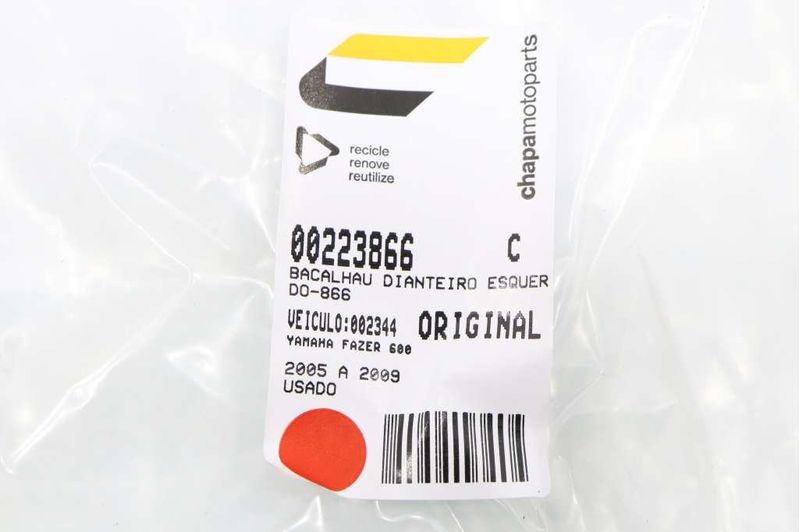 chapamotoparts
recicle
renove
reutilize
00223866 C
BACALHAU DIANTEIRO ESQUER
DO-866
VEICULO:002344 ORIGINAL
YAMAHA FAZER 600
2005 A 2009
USADO